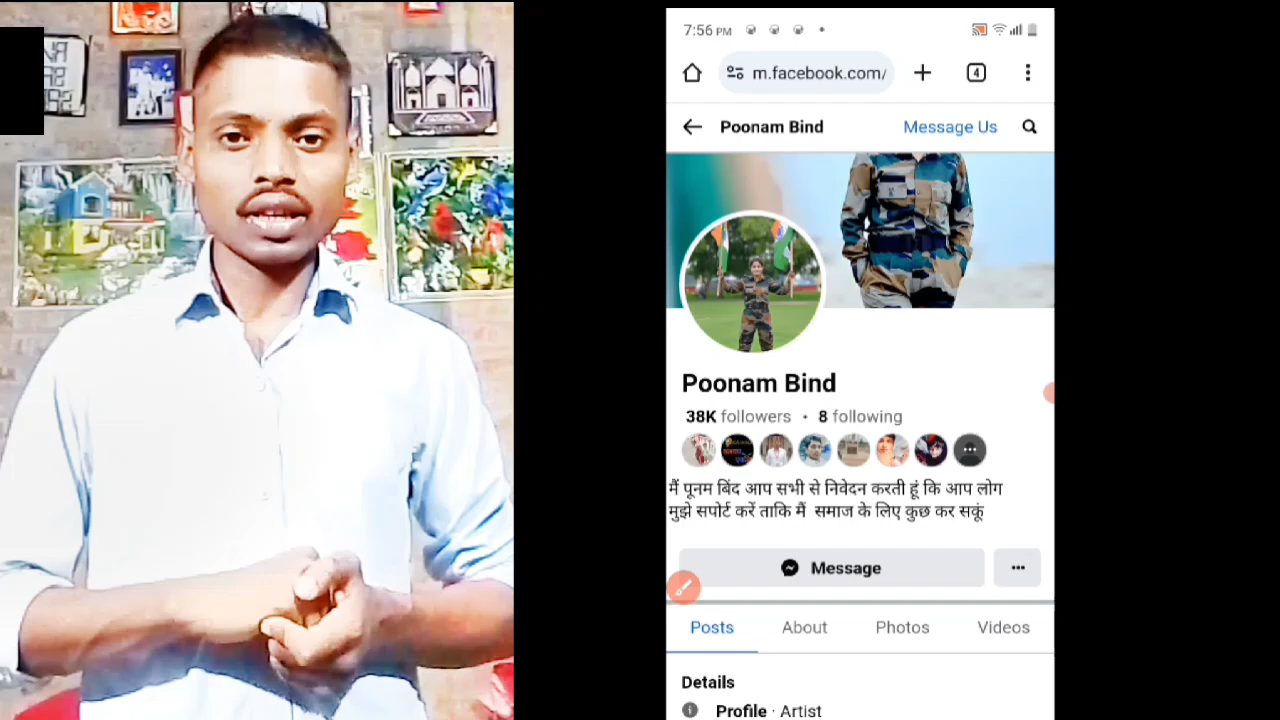 7:56 PM
m.facebook.com/
4
Poonam Bind
Message Us
Poonam Bind
38K followers • 8 following
मैं पूनम बिंद आप सभी से निवेदन करती हूं कि आप लोग
मुझे सपोर्ट करें ताकि मैं समाज के लिए कुछ कर सकूं
Message
Posts About Photos Videos
Details
Profile · Artist